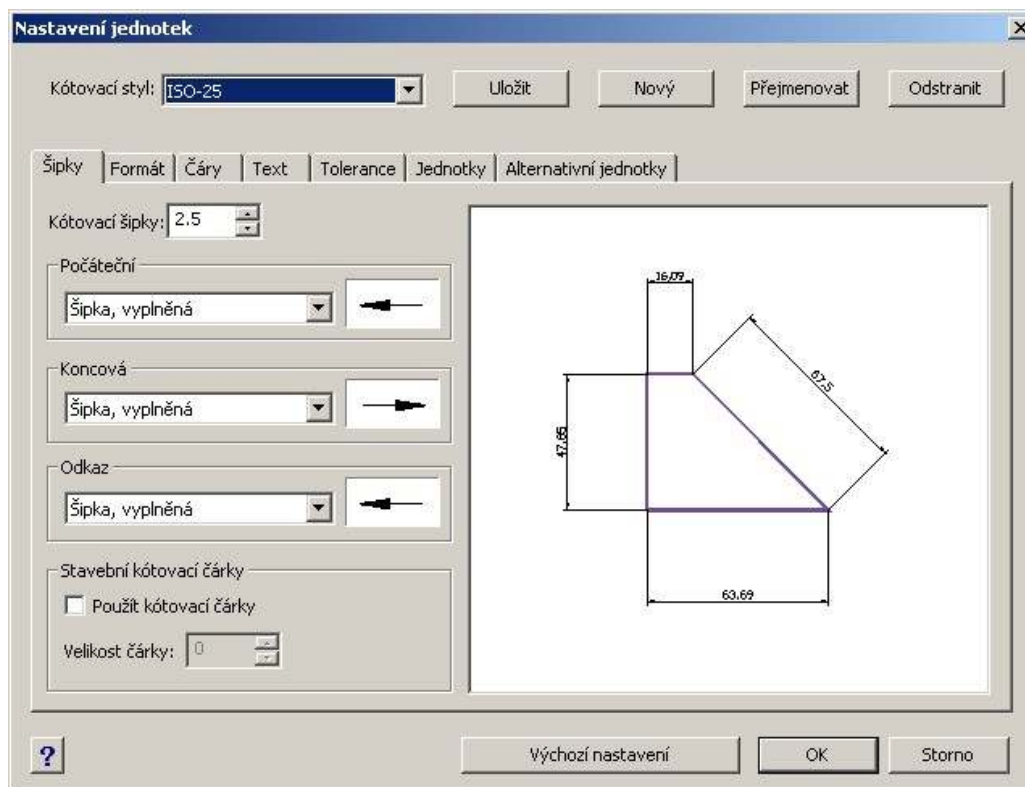 Nastavení jednotek
Kótovací styl: ISO-25 Uložit Nový Přejmenovat Odstranit
Šipky Formát Čáry Text Tolerance Jednotky Alternativní jednotky
Kótovací šipky: 2.5
Počáteční
Šipka, vyplněná
Koncová
Šipka, vyplněná
Odkaz
Šipka, vyplněná
Stavební kótovací čárky
Použít kótovací čárky
Velikost čárky: 0
16,09
67,5
47,65
63,69
? Výchozí nastavení OK Storno